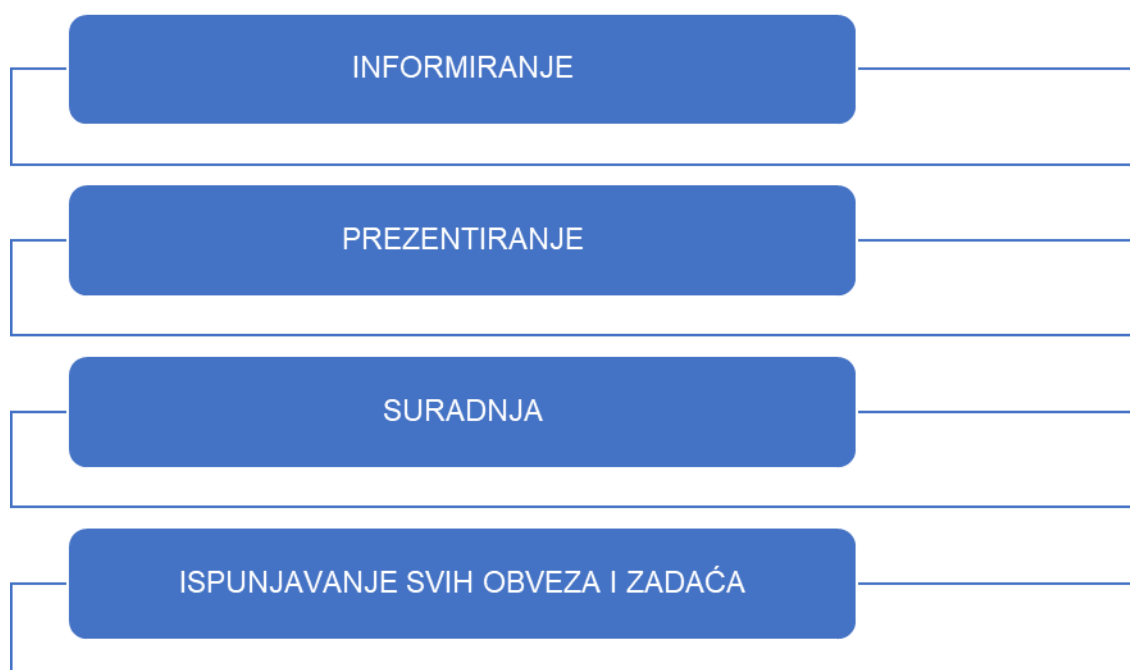 INFORMIRANJE
PREZENTIRANJE
SURADNJA
ISPUNJAVANJE SVIH OBVEZA I ZADAĆA